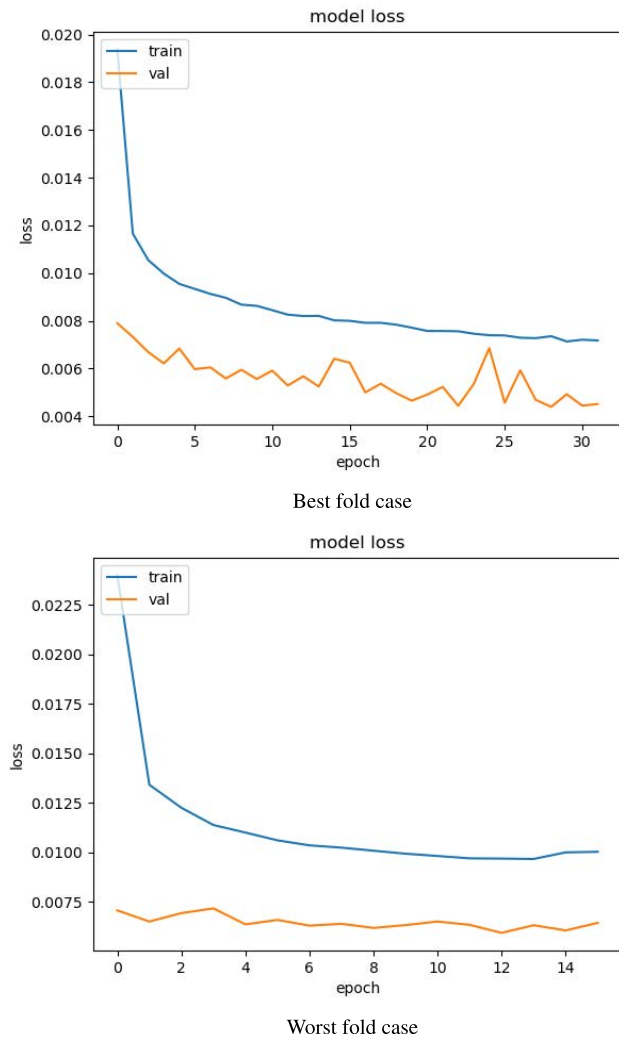 model loss
0.020
train
val
0.018
0.016
0.014
0.012
loss
0.010
0.008
0.006
0.004
0 5 10 15 20 25 30
epoch
Best fold case
model loss
train
val
0.0225
0.0200
0.0175
0.0150
loss
0.0125
0.0100
0.0075
0 2 4 6 8 10 12 14
epoch
Worst fold case